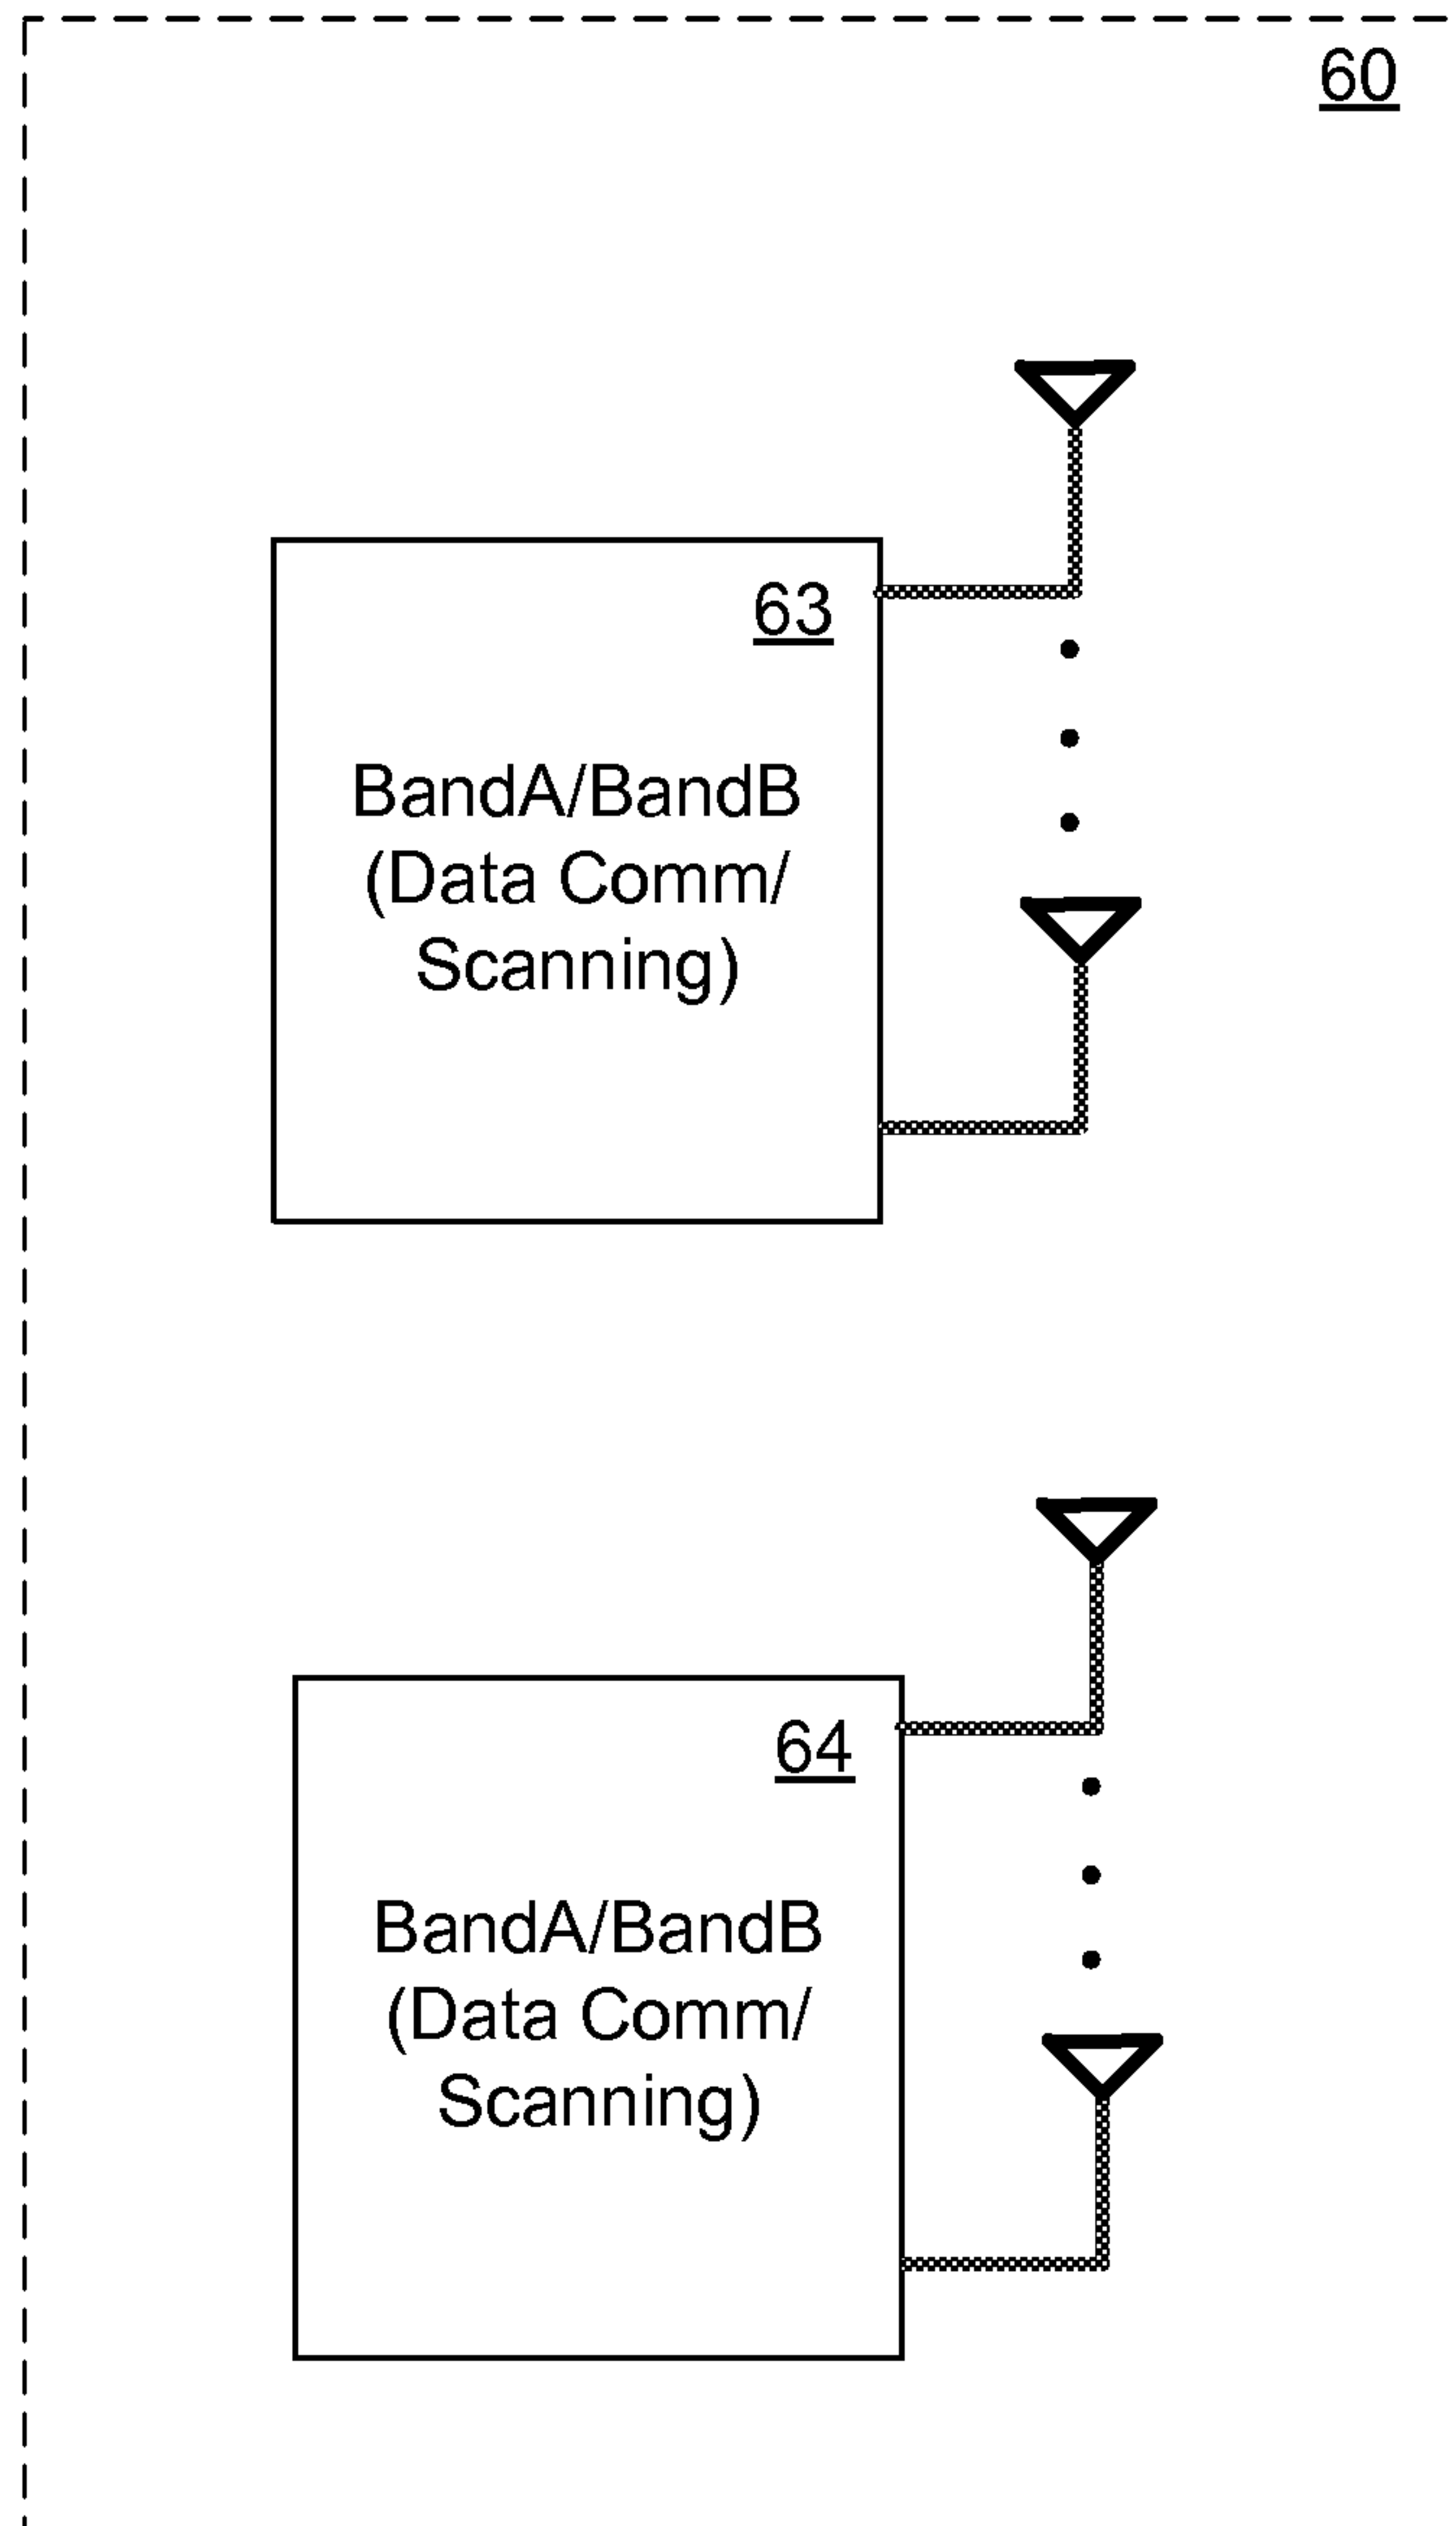 60
63
BandA/BandB
(Data Comm/
Scanning)
64
BandA/BandB
(Data Comm/
Scanning)